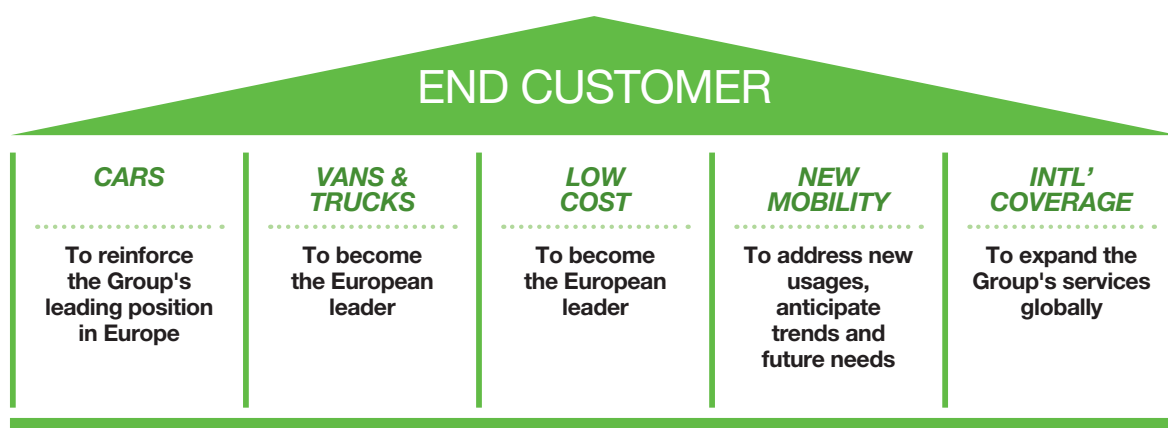 END CUSTOMER
CARS
To reinforce
the Group's
leading position
in Europe
VANS &
TRUCKS
To become
the European
leader
LOW
COST
To become
the European
leader
NEW
MOBILITY
To address new
usages,
anticipate
trends and
future needs
INTL'
COVERAGE
To expand the
Group's services
globally